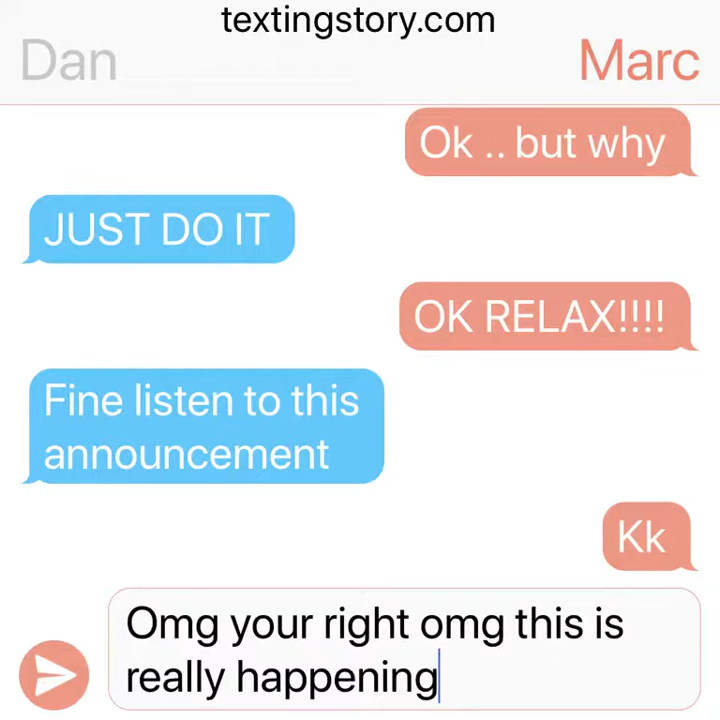 textingstory.com
Dan
Marc
Ok .. but why
JUST DO IT
OK RELAX!!!!
Fine listen to this
announcement
Kk
Omg your right omg this is
really happening